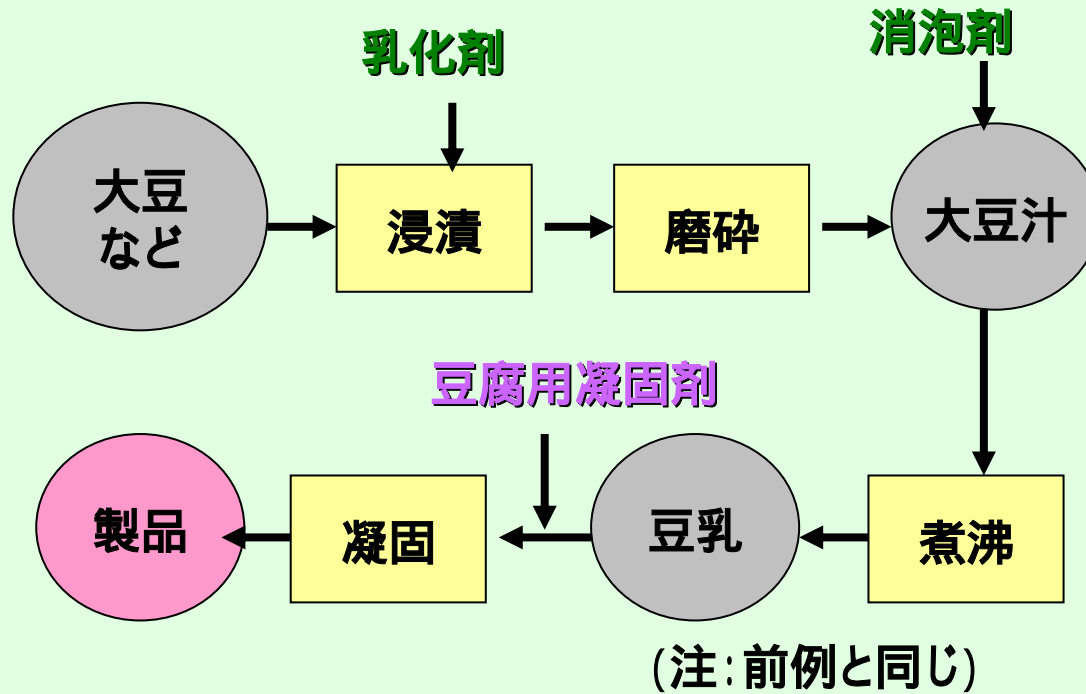 乳化剤
消泡剤
大豆
など
浸漬
磨砕
大豆汁
豆腐用凝固剤
製品
凝固
豆乳
煮沸
(注:前例と同じ)